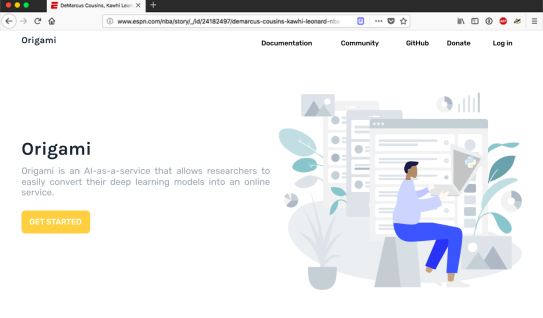 DeMarcus Cousins, Kawhi Leon
www.espn.com/nba/story/_/id/24182497/demarcus-cousins-kawhi-leonard-nba
Origami
Documentation
Community
GitHub
Donate
Log in
Origami
Origami is an AI-as-a-service that allows researchers to
easily convert their deep learning models into an online
service.
GET STARTED